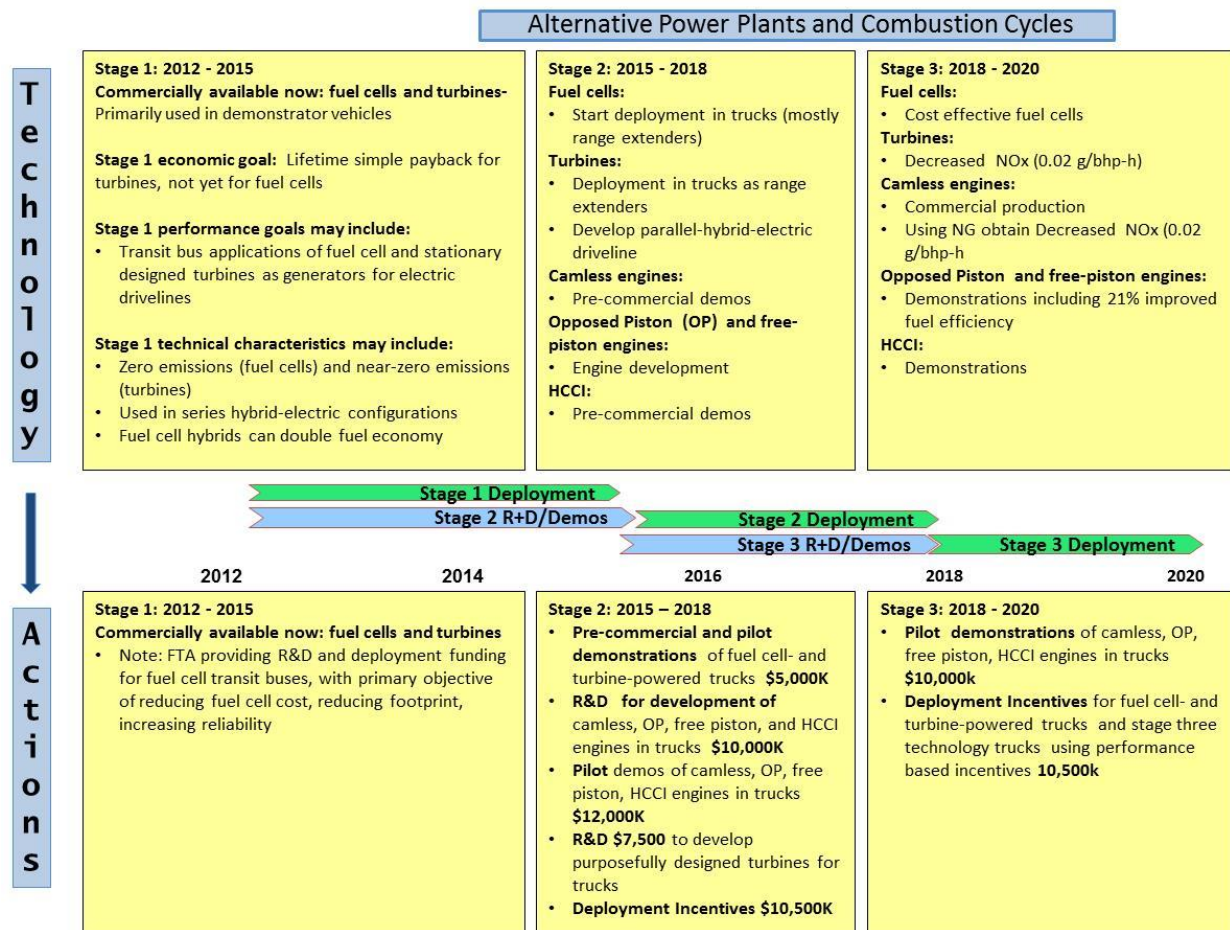 Alternative Power Plants and Combustion Cycles
Technology
Stage 1: 2012 - 2015
Commercially available now: fuel cells and turbines-
Primarily used in demonstrator vehicles
Stage 1 economic goal: Lifetime simple payback for
turbines, not yet for fuel cells
Stage 1 performance goals may include:
• Transit bus applications of fuel cell and stationary
designed turbines as generators for electric
drivelines
Stage 1 technical characteristics may include:
• Zero emissions (fuel cells) and near-zero emissions
(turbines)
• Used in series hybrid-electric configurations
• Fuel cell hybrids can double fuel economy
Stage 2: 2015 - 2018
Fuel cells:
• Start deployment in trucks (mostly
range extenders)
Turbines:
• Deployment in trucks as range
extenders
• Develop parallel-hybrid-electric
driveline
Camless engines:
• Pre-commercial demos
Opposed Piston (OP) and free-
piston engines:
• Engine development
HCCI:
• Pre-commercial demos
Stage 3: 2018 - 2020
Fuel cells:
• Cost effective fuel cells
Turbines:
• Decreased NOx (0.02 g/bhp-h)
Camless engines:
• Commercial production
• Using NG obtain Decreased NOx (0.02
g/bhp-h
Opposed Piston and free-piston engines:
• Demonstrations including 21% improved
fuel efficiency
HCCI:
• Demonstrations
Stage 1 Deployment
Stage 2 R+D/Demos
Stage 2 Deployment
Stage 3 R+D/Demos
Stage 3 Deployment
2012 2014 2016 2018 2020
Actions
Stage 1: 2012 - 2015
Commercially available now: fuel cells and turbines
• Note: FTA providing R&D and deployment funding
for fuel cell transit buses, with primary objective
of reducing fuel cell cost, reducing footprint,
increasing reliability
Stage 2: 2015 – 2018
• Pre-commercial and pilot
demonstrations of fuel cell- and
turbine-powered trucks $5,000K
• R&D for development of
camless, OP, free piston, and HCCI
engines in trucks $10,000K
• Pilot demos of camless, OP, free
piston, HCCI engines in trucks
$12,000K
• R&D $7,500 to develop
purposefully designed turbines for
trucks
• Deployment Incentives $10,500K
Stage 3: 2018 - 2020
• Pilot demonstrations of camless, OP,
free piston, HCCI engines in trucks
$10,000k
• Deployment Incentives for fuel cell- and
turbine-powered trucks and stage three
technology trucks using performance
based incentives 10,500k